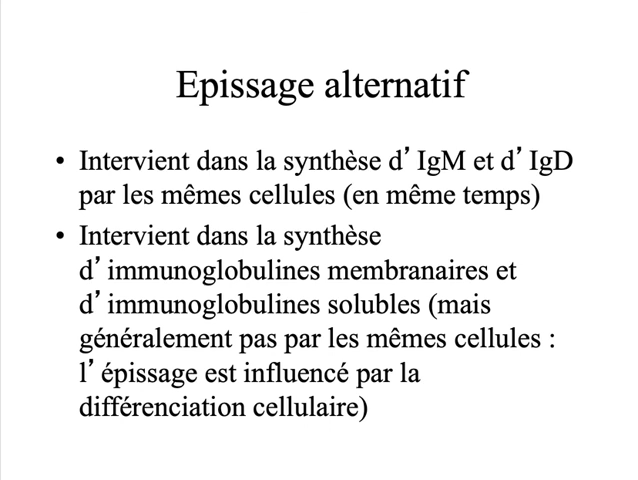 Epissage alternatif
• Intervient dans la synthèse d’IgM et d’IgD
par les mêmes cellules (en même temps)
• Intervient dans la synthèse
d’immunoglobulines membranaires et
d’immunoglobulines solubles (mais
généralement pas par les mêmes cellules :
l’épissage est influencé par la
différenciation cellulaire)